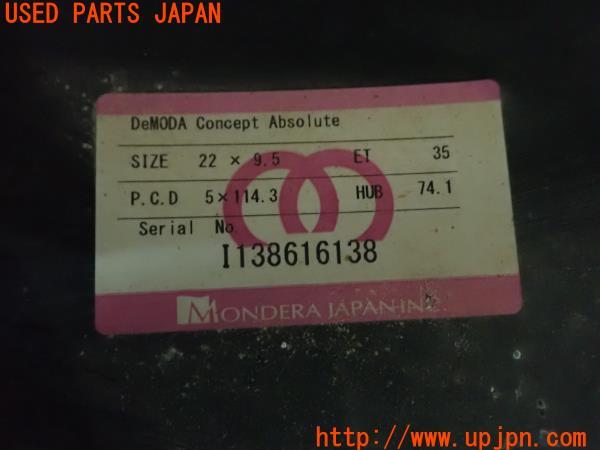 USED PARTS JAPAN
DeMODA Concept Absolute
SIZE 22 × 9.5 ET 35
P.C.D 5×114.3 HUB 74.1
Serial No.
I138616138
MONDERA JAPAN INC.
http://www.upjpn.com